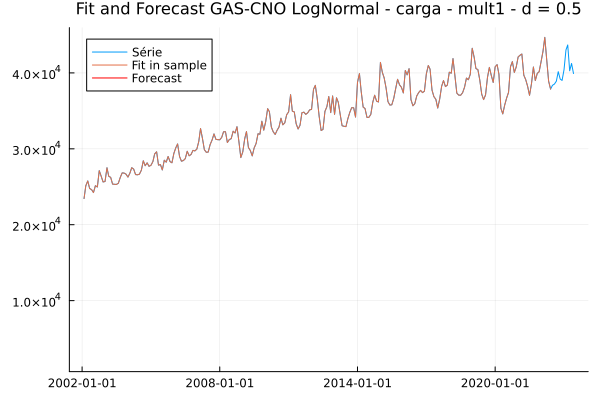 Fit and Forecast GAS-CNO LogNormal - carga - mult1 - d = 0.5
Série
Fit in sample
Forecast
4.0×10⁴
3.0×10⁴
2.0×10⁴
1.0×10⁴
2002-01-01 2008-01-01 2014-01-01 2020-01-01